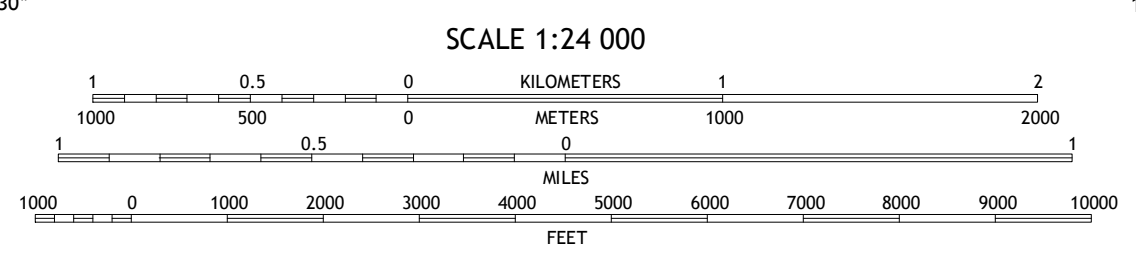 30"
SCALE 1:24 000
1 0.5 0 KILOMETERS 1 2
1000 500 0 METERS 1000 2000
1 0.5 0 1
MILES
1000 0 1000 2000 3000 4000 5000 6000 7000 8000 9000 10000
FEET